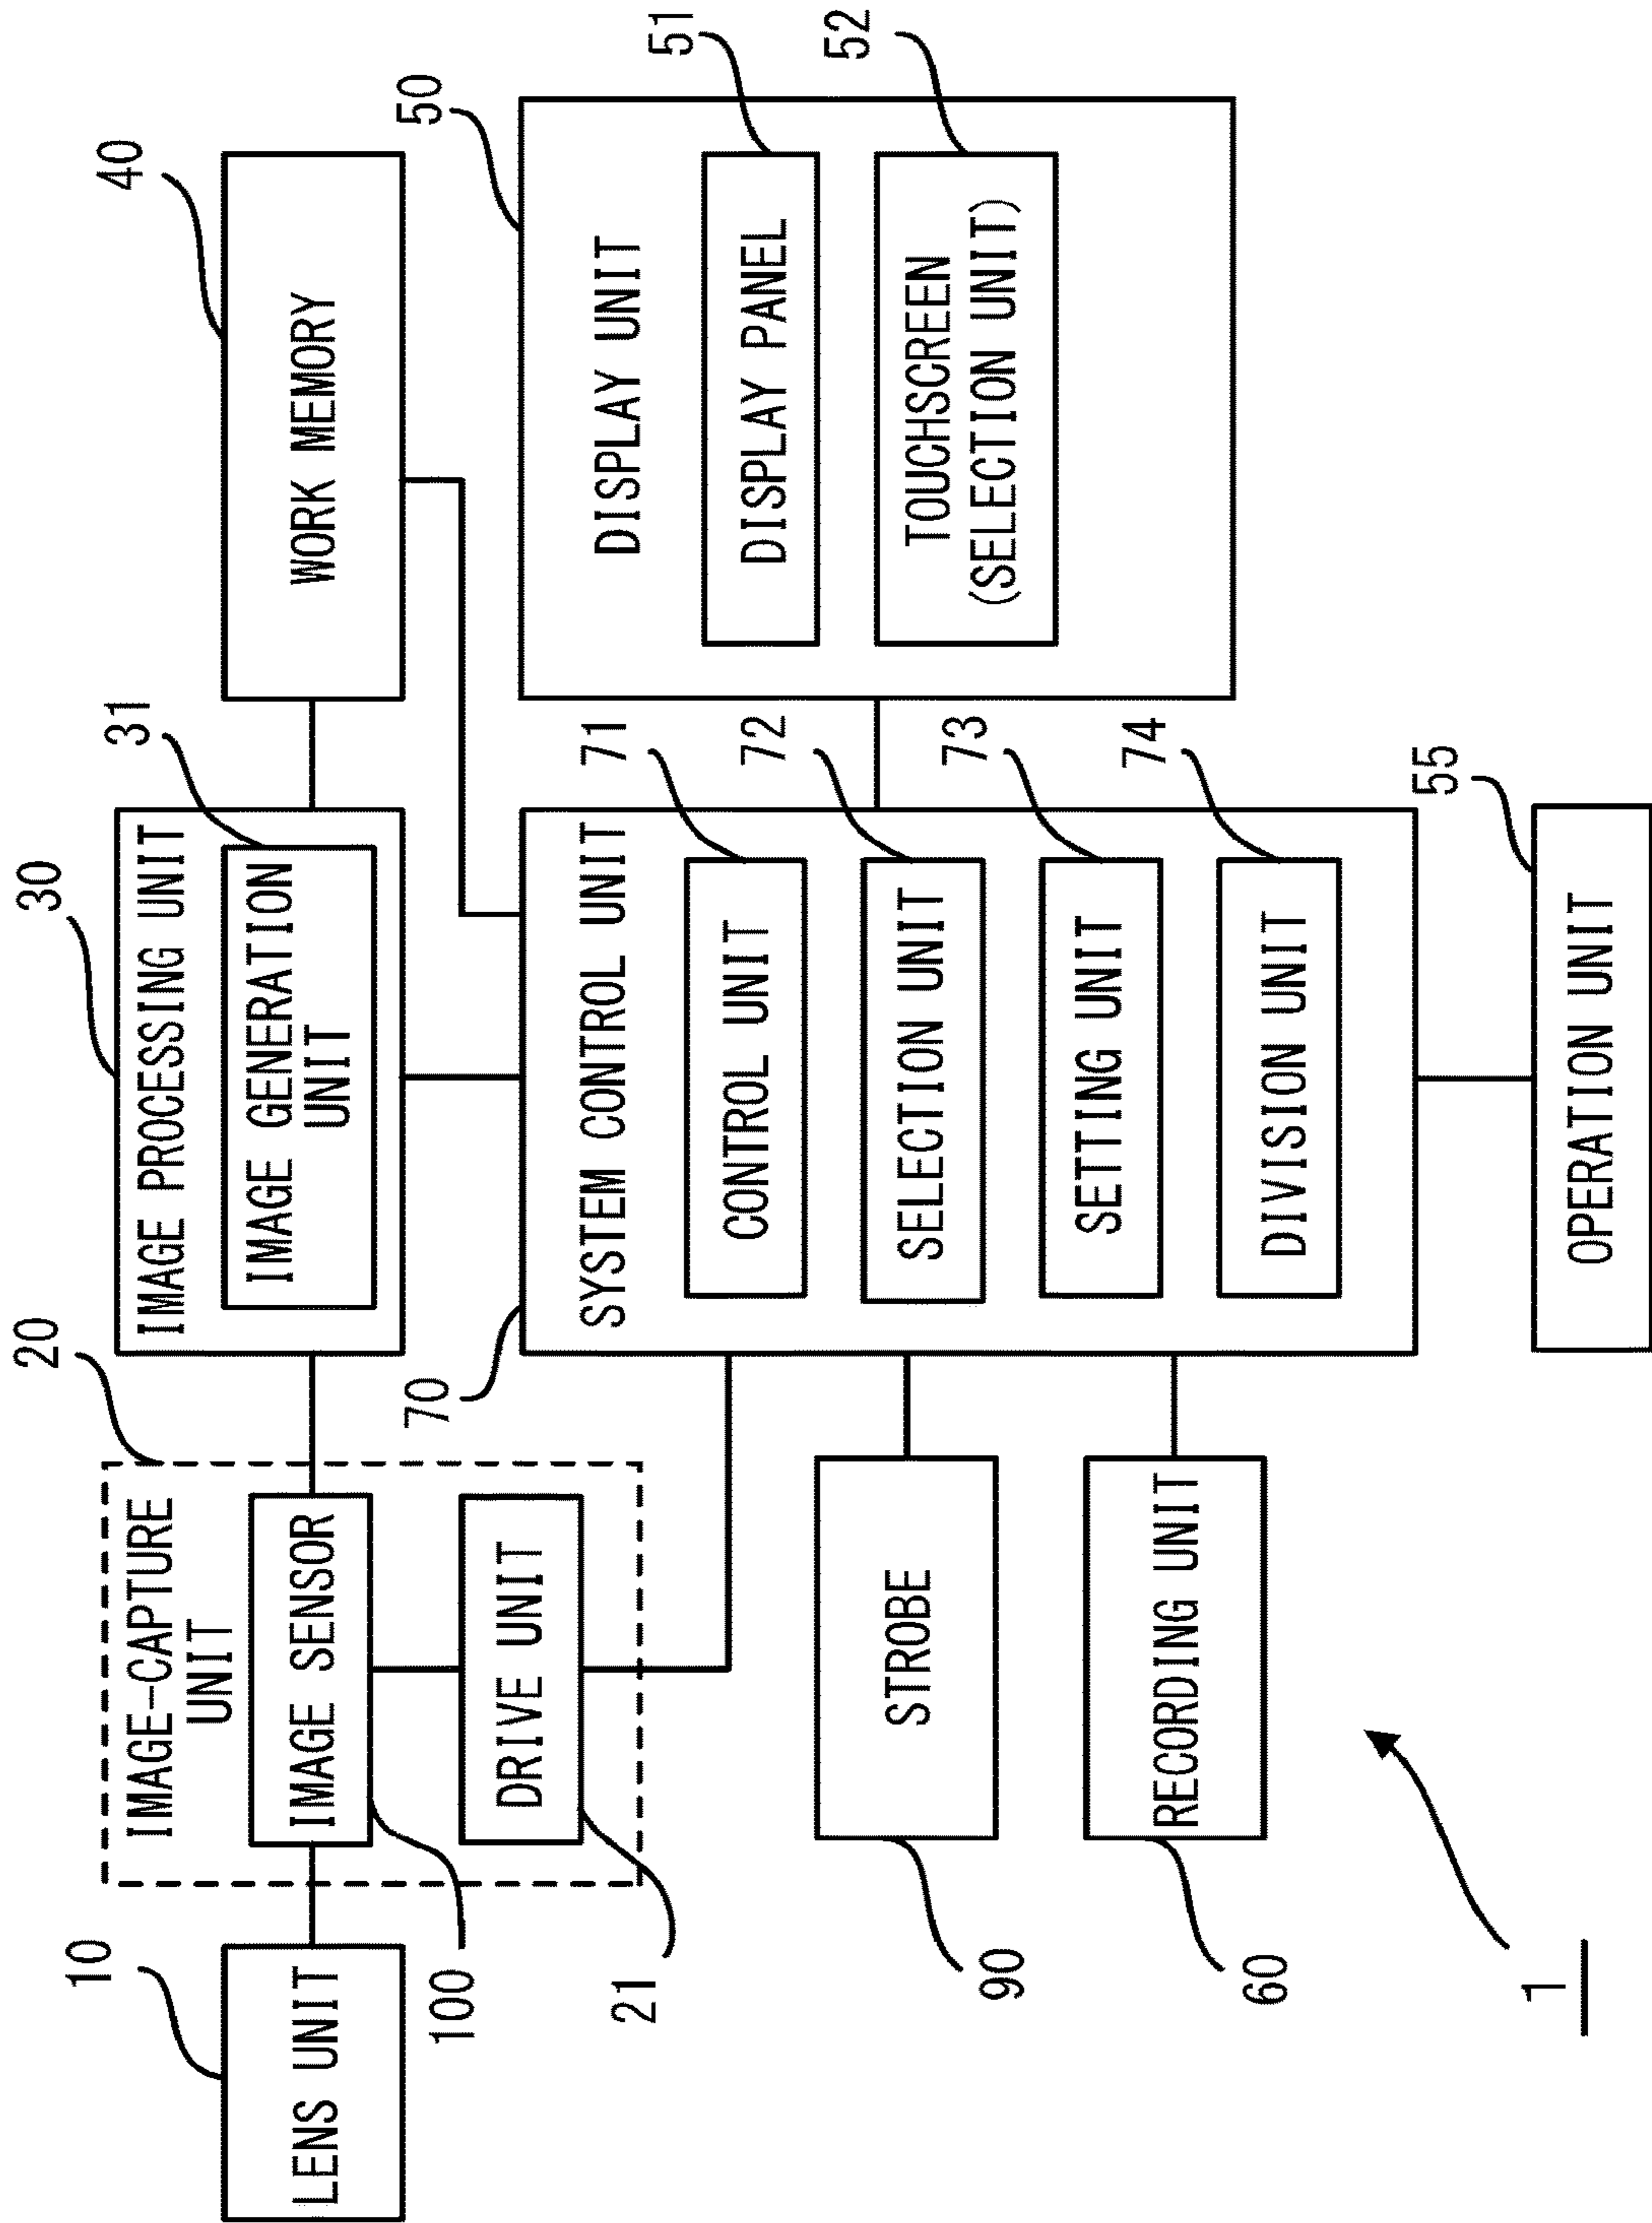 10
LENS UNIT
20
IMAGE-CAPTURE
UNIT
IMAGE SENSOR
100
DRIVE UNIT
21
30
IMAGE PROCESSING UNIT
IMAGE GENERATION
UNIT
31
40
WORK MEMORY
70
SYSTEM CONTROL UNIT
CONTROL UNIT
71
SELECTION UNIT
72
SETTING UNIT
73
DIVISION UNIT
74
50
DISPLAY UNIT
DISPLAY PANEL
51
TOUCHSCREEN
(SELECTION UNIT)
52
STROBE
90
RECORDING UNIT
60
OPERATION UNIT
55
1